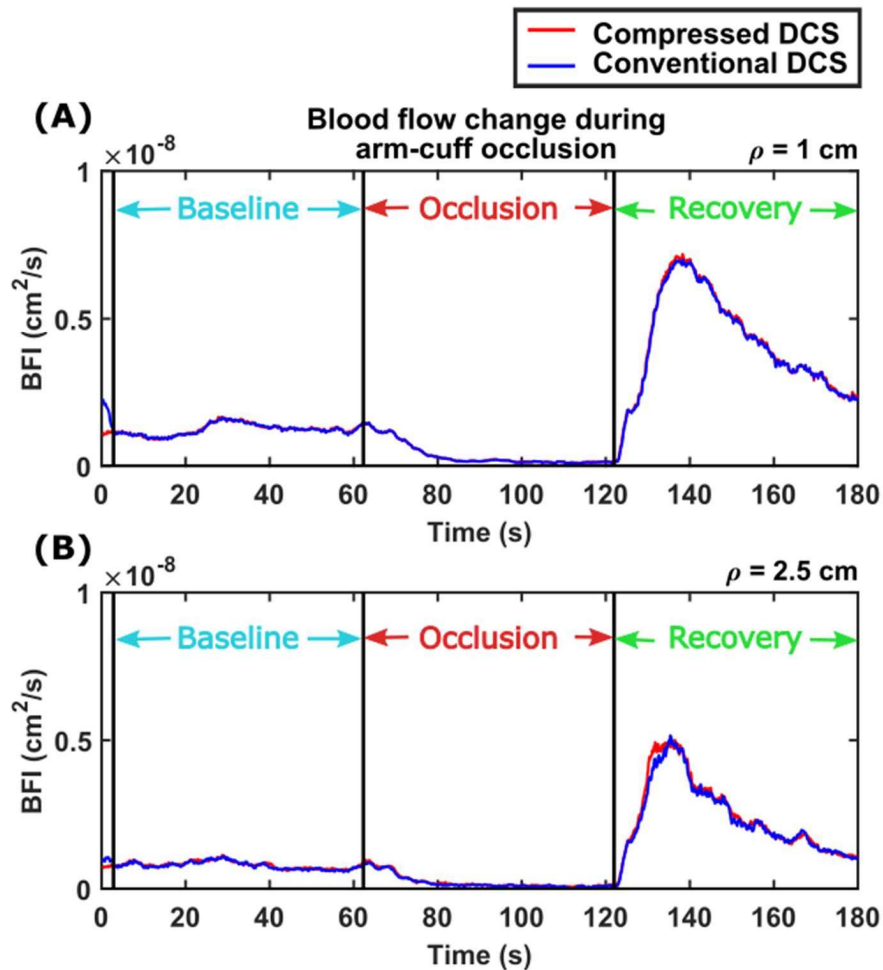 Compressed DCS
Conventional DCS
(A)
Blood flow change during
arm-cuff occlusion
ρ = 1 cm
×10-8
1
0.5
0
BFI (cm2/s)
Baseline
Occlusion
Recovery
0 20 40 60 80 100 120 140 160 180
Time (s)
(B)
ρ = 2.5 cm
×10-8
1
0.5
0
BFI (cm2/s)
Baseline
Occlusion
Recovery
0 20 40 60 80 100 120 140 160 180
Time (s)